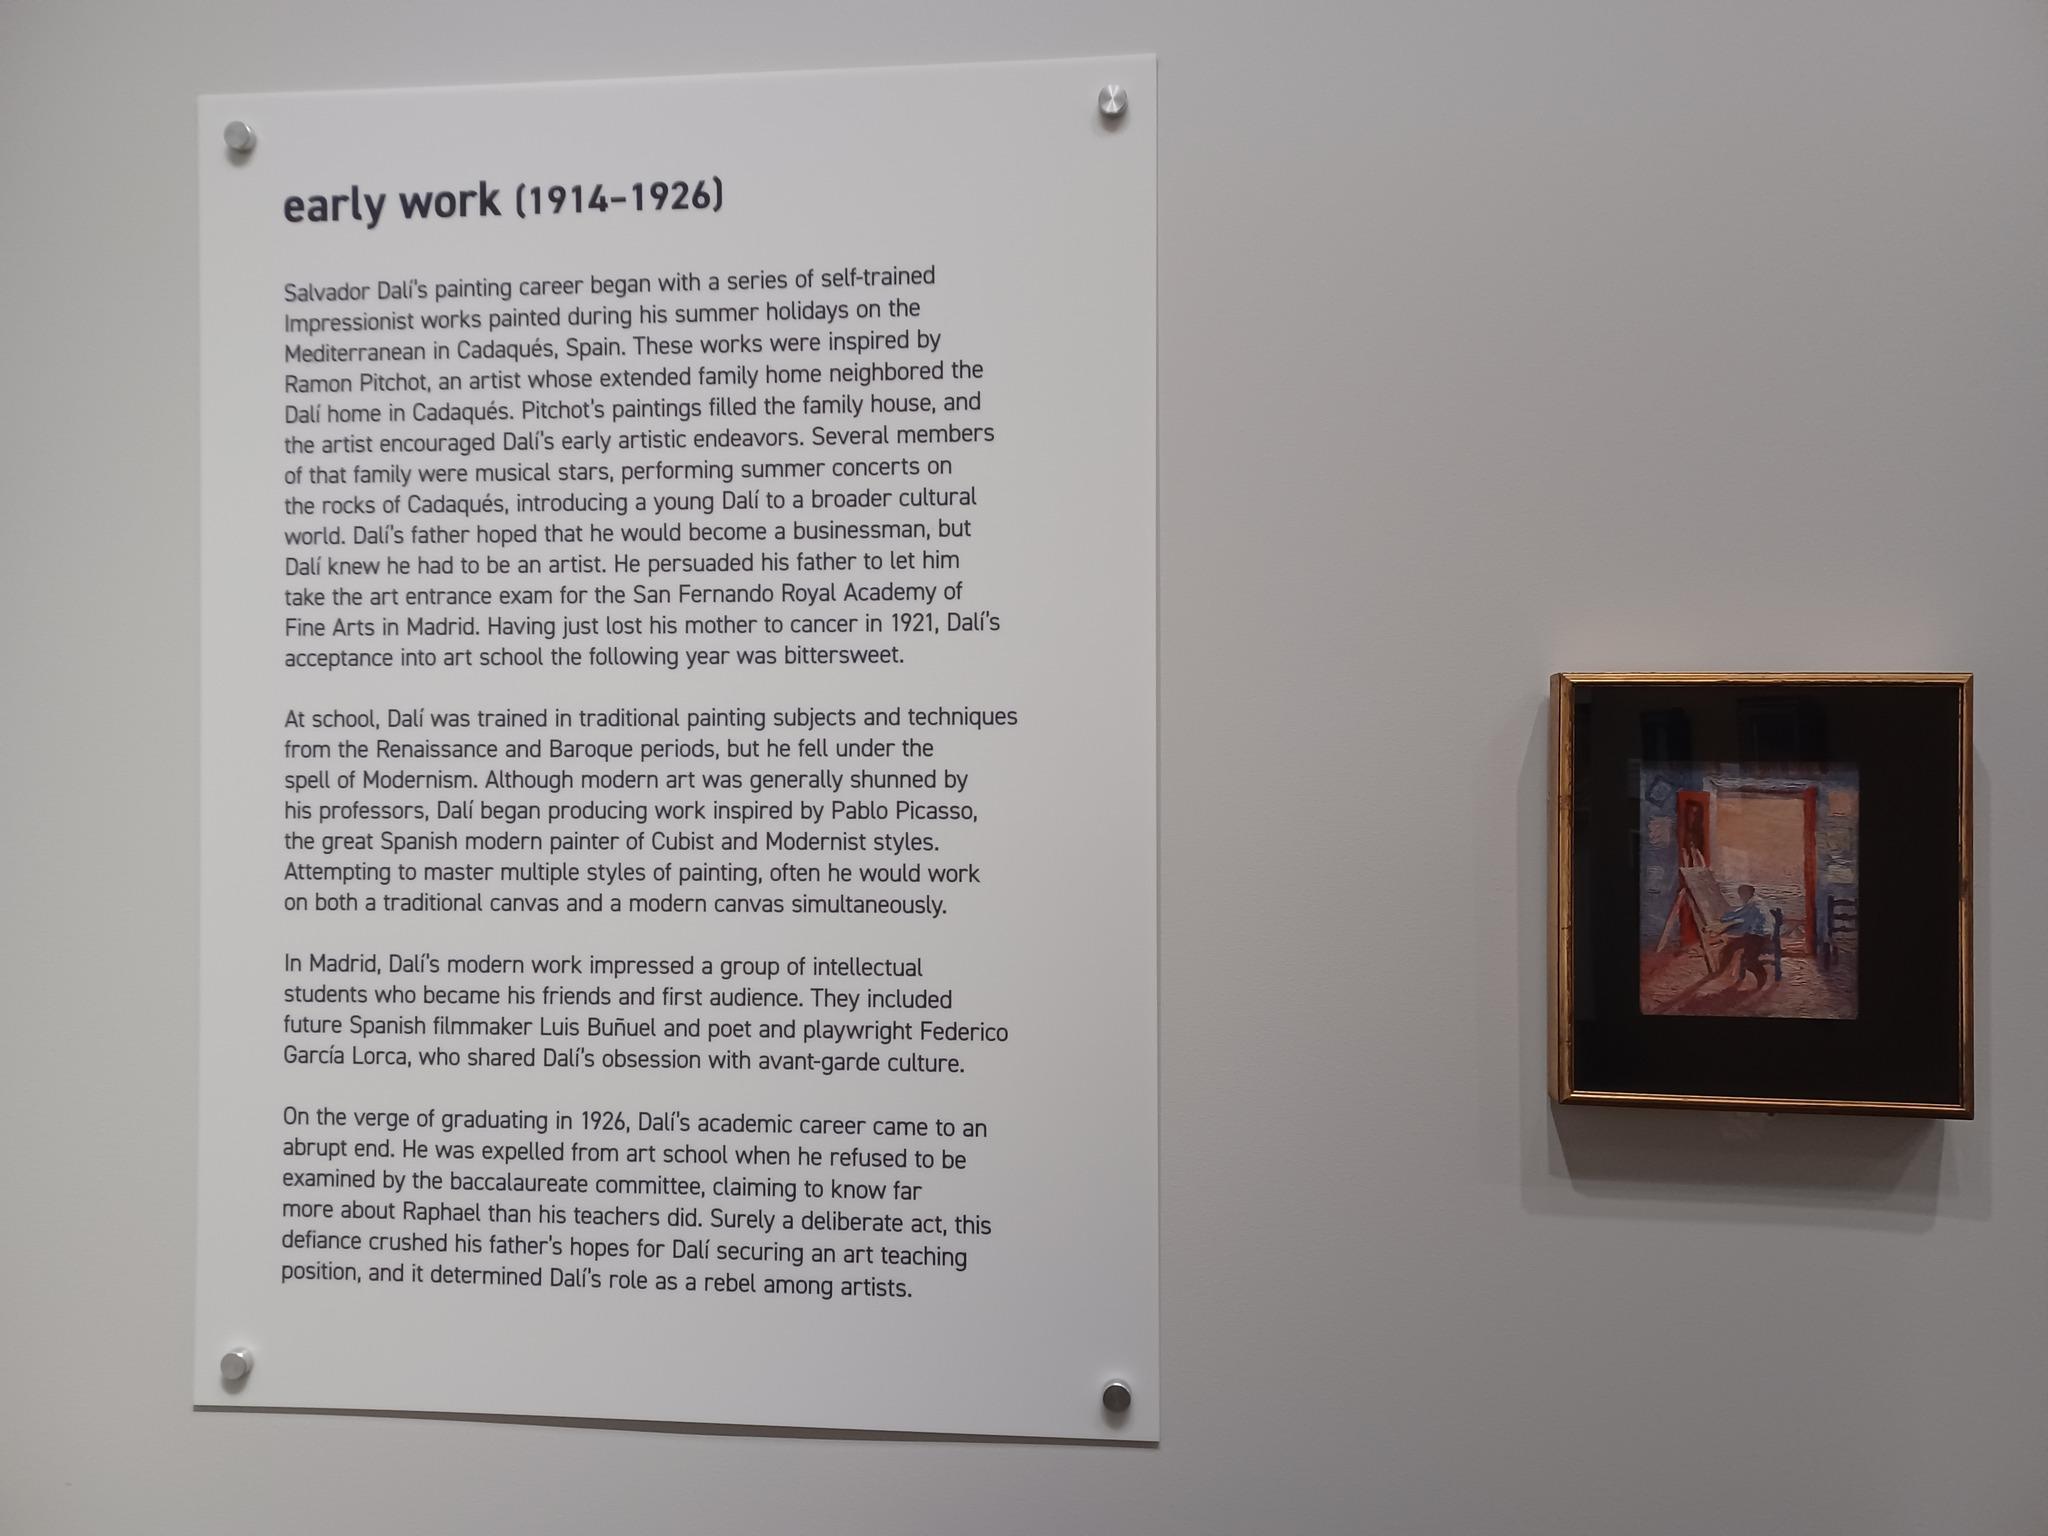 early work (1914–1926)
Salvador Dalí's painting career began with a series of self-trained
Impressionist works painted during his summer holidays on the
Mediterranean in Cadaqués, Spain. These works were inspired by
Ramon Pitchot, an artist whose extended family home neighbored the
Dalí home in Cadaqués. Pitchot's paintings filled the family house, and
the artist encouraged Dalí's early artistic endeavors. Several members
of that family were musical stars, performing summer concerts on
the rocks of Cadaqués, introducing a young Dalí to a broader cultural
world. Dalí's father hoped that he would become a businessman, but
Dalí knew he had to be an artist. He persuaded his father to let him
take the art entrance exam for the San Fernando Royal Academy of
Fine Arts in Madrid. Having just lost his mother to cancer in 1921, Dalí's
acceptance into art school the following year was bittersweet.
At school, Dalí was trained in traditional painting subjects and techniques
from the Renaissance and Baroque periods, but he fell under the
spell of Modernism. Although modern art was generally shunned by
his professors, Dalí began producing work inspired by Pablo Picasso,
the great Spanish modern painter of Cubist and Modernist styles.
Attempting to master multiple styles of painting, often he would work
on both a traditional canvas and a modern canvas simultaneously.
In Madrid, Dalí's modern work impressed a group of intellectual
students who became his friends and first audience. They included
future Spanish filmmaker Luis Buñuel and poet and playwright Federico
García Lorca, who shared Dalí's obsession with avant-garde culture.
On the verge of graduating in 1926, Dalí's academic career came to an
abrupt end. He was expelled from art school when he refused to be
examined by the baccalaureate committee, claiming to know far
more about Raphael than his teachers did. Surely a deliberate act, this
defiance crushed his father's hopes for Dalí securing an art teaching
position, and it determined Dalí's role as a rebel among artists.